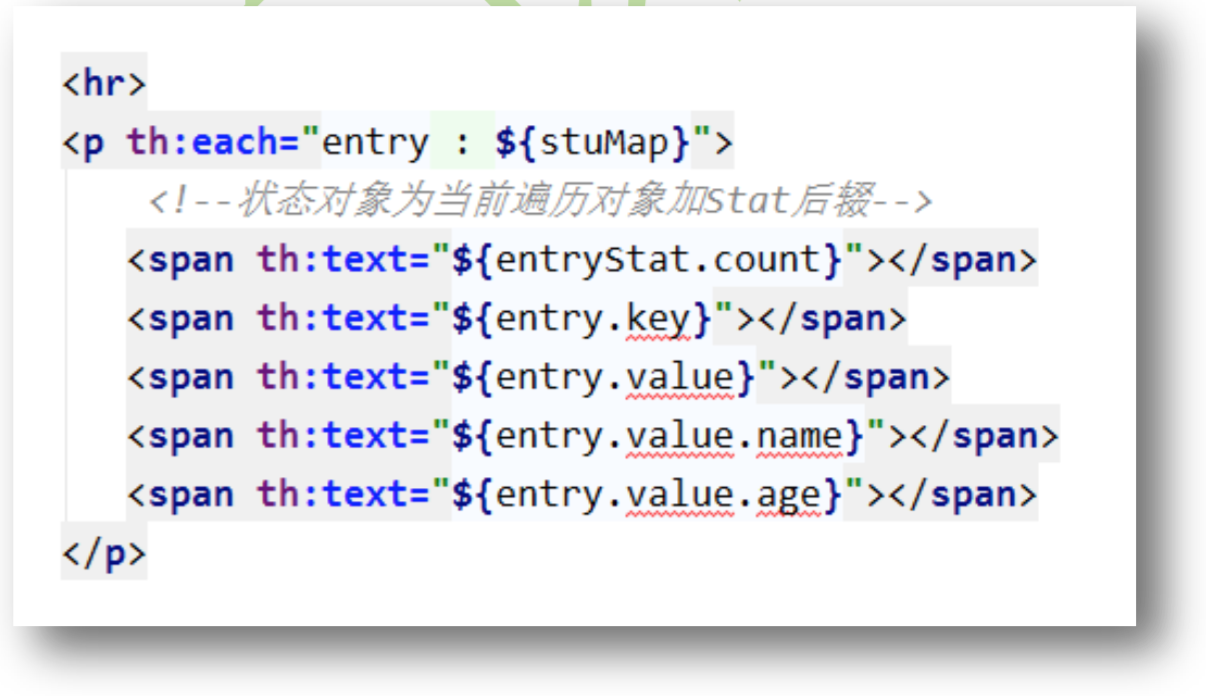 <hr>
<p th:each="entry : ${stuMap}">
<!--状态对象为当前遍历对象加Stat后缀-->
<span th:text="${entryStat.count}"></span>
<span th:text="${entry.key}"></span>
<span th:text="${entry.value}"></span>
<span th:text="${entry.value.name}"></span>
<span th:text="${entry.value.age}"></span>
</p>